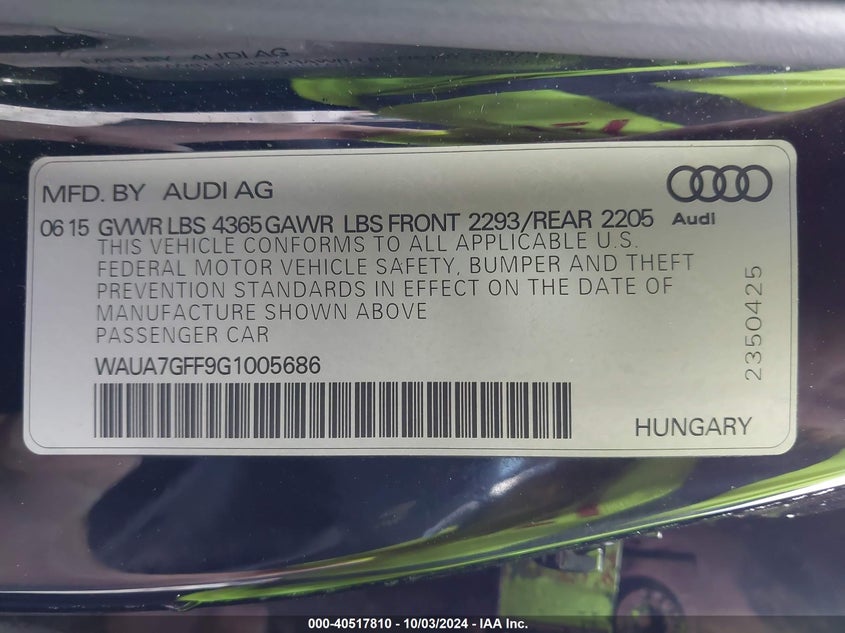 MFD. BY AUDI AG
06 15 GVWR LBS 4365 GAWR LBS FRONT 2293/REAR 2205
Audi
THIS VEHICLE CONFORMS TO ALL APPLICABLE U.S.
FEDERAL MOTOR VEHICLE SAFETY, BUMPER AND THEFT
PREVENTION STANDARDS IN EFFECT ON THE DATE OF
MANUFACTURE SHOWN ABOVE
PASSENGER CAR
WAUA7GFF9G1005686
2350425
HUNGARY
000-40517810 - 10/03/2024 - IAA Inc.